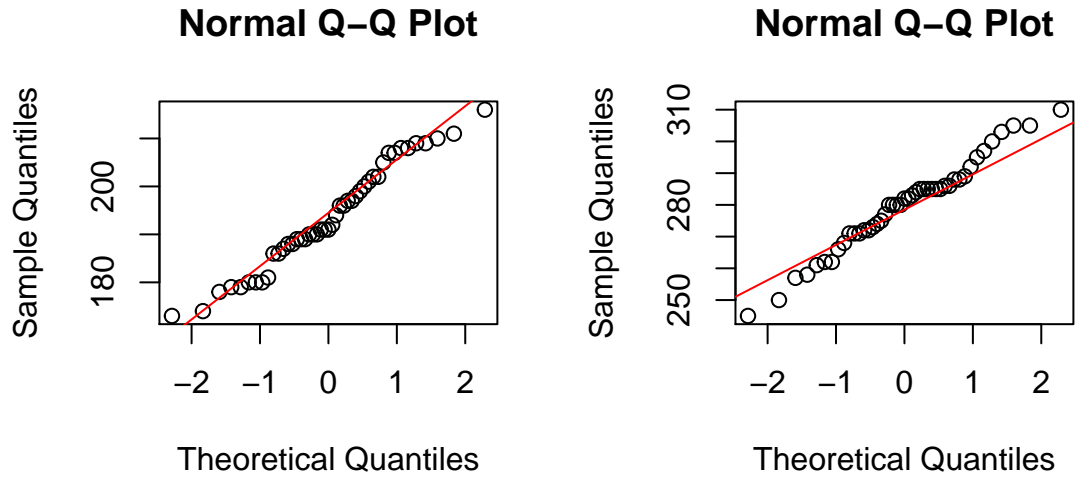 Normal Q−Q Plot
Sample Quantiles
180 200
−2 −1 0 1 2
Theoretical Quantiles
Normal Q−Q Plot
Sample Quantiles
250 280 310
−2 −1 0 1 2
Theoretical Quantiles